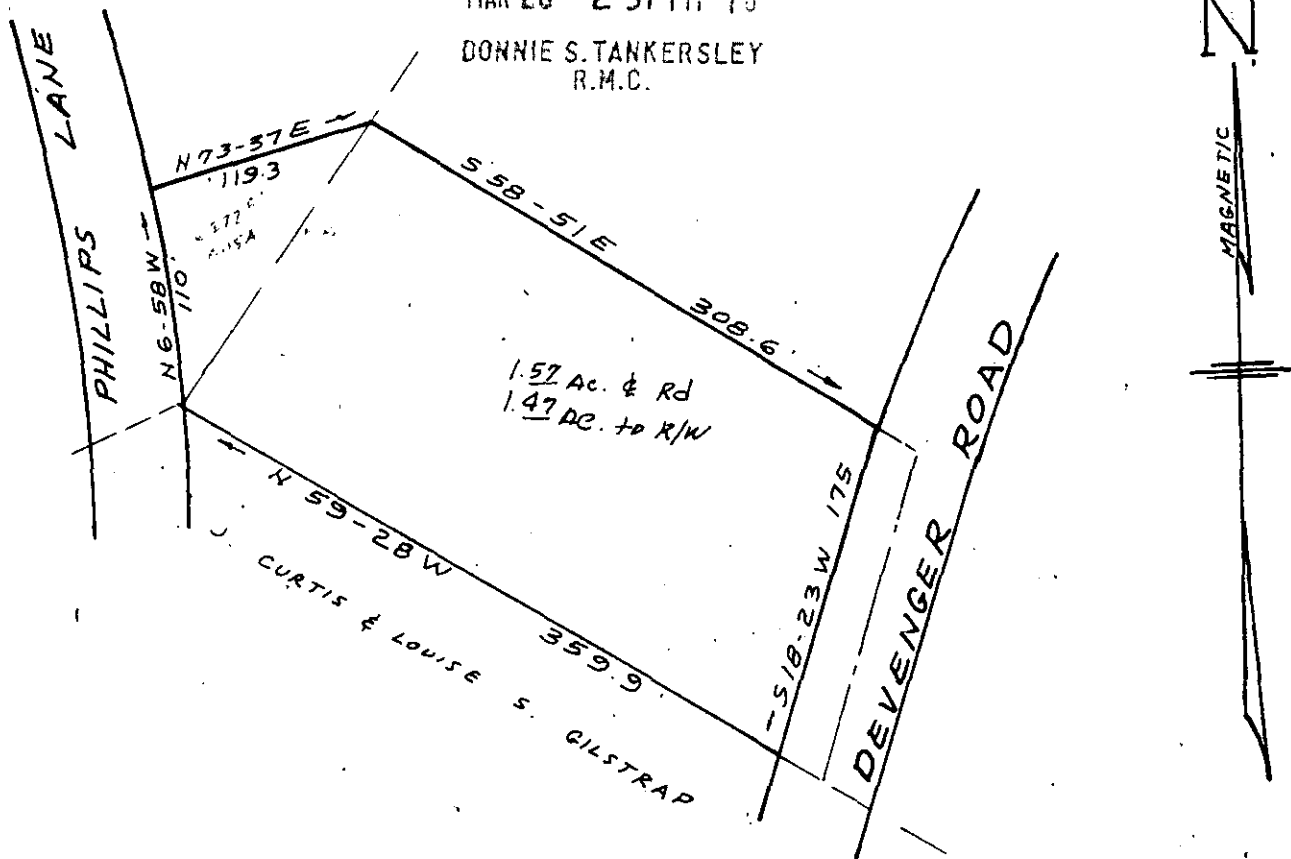 DONNIE S. TANKERSLEY
R.M.C.
N
MAGNETIC
PHILLIPS LANE
N 73-37 E
119.3
N 6-58 W
110'
S 58-51 E
308.6'
1.57 Ac. & Rd
1.47 AC. to R/W
S 18-23 W 175
DEVENGER ROAD
N 59-28 W
359.9
J. CURTIS & LOUISE S. GILSTRAP